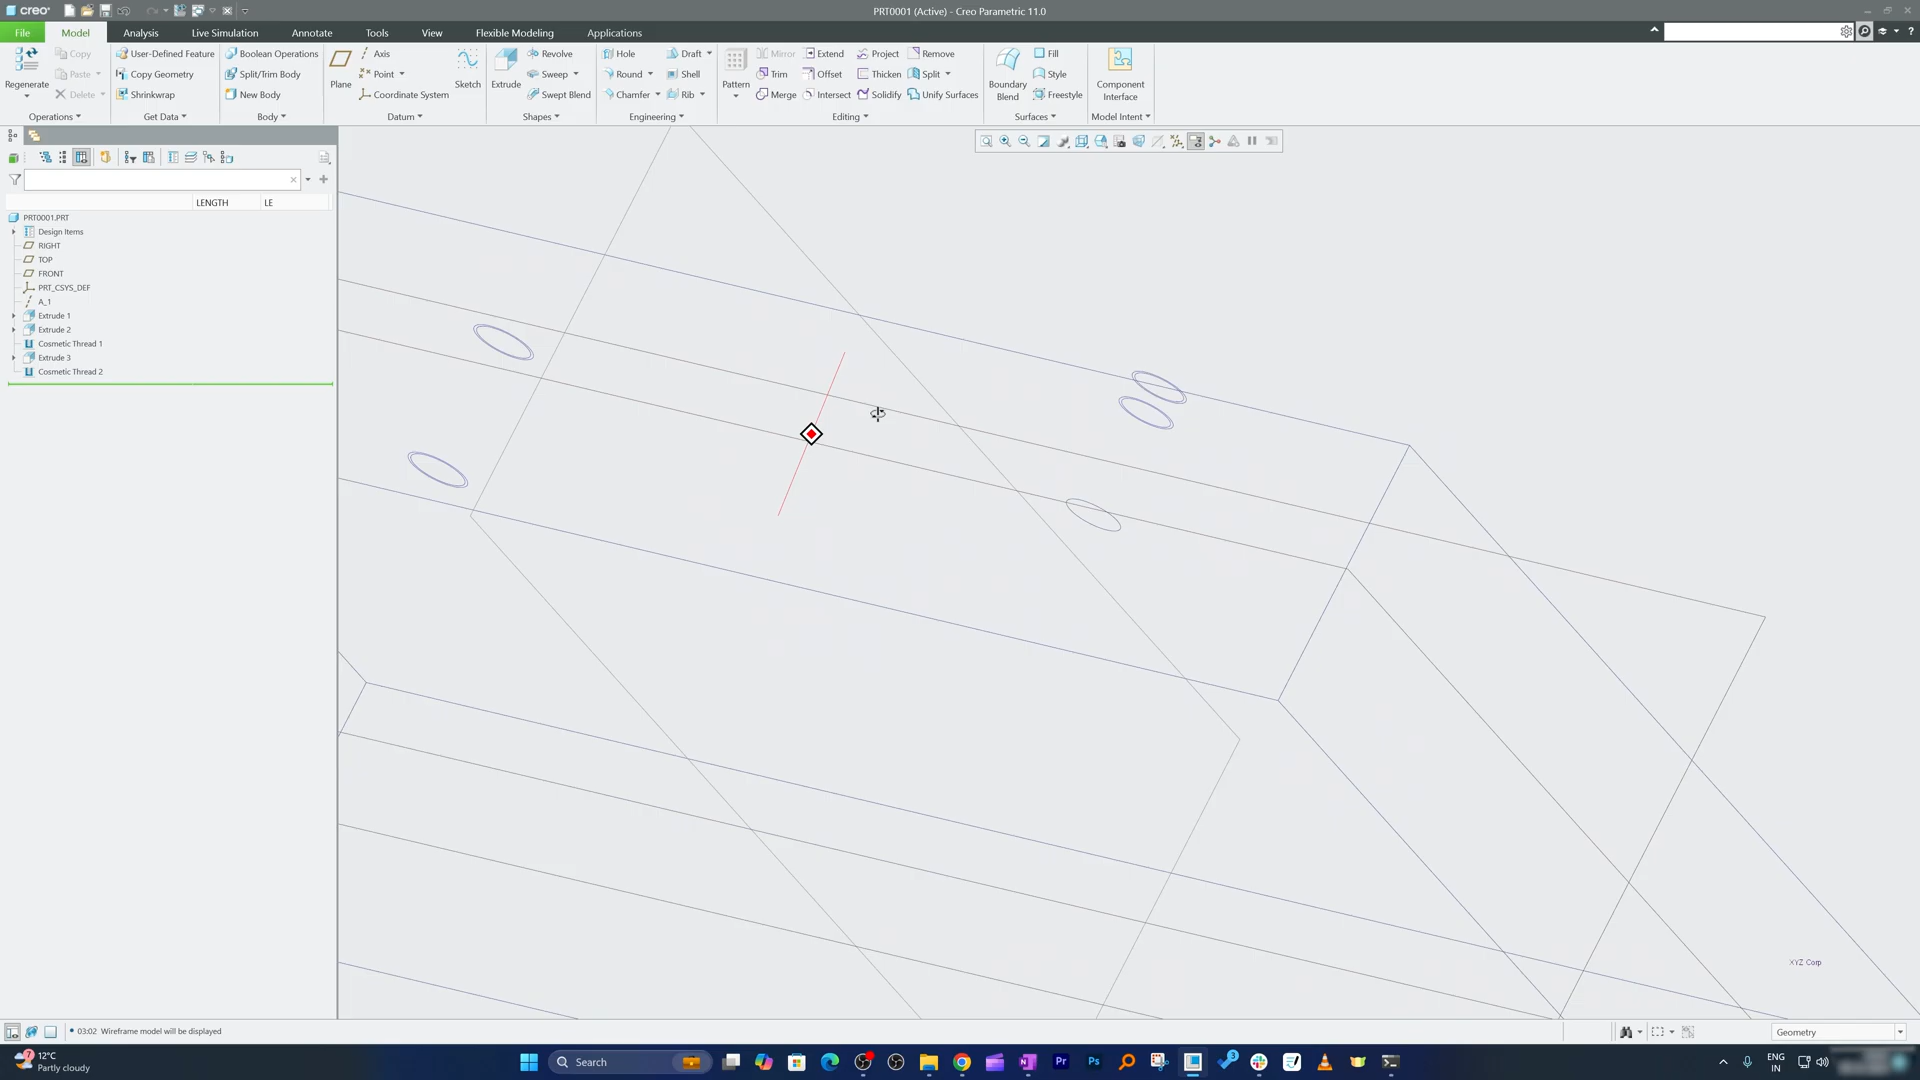 creo
PRT0001 (Active) - Creo Parametric 11.0
File Model Analysis Live Simulation Annotate Tools View Flexible Modeling Applications
Regenerate
Copy
Paste
Delete
Operations
User-Defined Feature
Copy Geometry
Shrinkwrap
Get Data
Boolean Operations
Split/Trim Body
New Body
Body
Plane
Axis
Point
Coordinate System
Sketch
Datum
Extrude
Revolve
Sweep
Swept Blend
Shapes
Hole
Round
Chamfer
Draft
Shell
Rib
Engineering
Pattern
Mirror
Trim
Merge
Extend
Offset
Intersect
Project
Thicken
Solidify
Remove
Split
Unify Surfaces
Editing
Boundary Blend
Fill
Style
Freestyle
Surfaces
Component Interface
Model Intent
LENGTH LE
PRT0001.PRT
Design Items
RIGHT
TOP
FRONT
PRT_CSYS_DEF
A_1
Extrude 1
Extrude 2
Cosmetic Thread 1
Extrude 3
Cosmetic Thread 2
XYZ Corp
03:02 Wireframe model will be displayed
Geometry
12°C
Partly cloudy
Search
ENG
IN